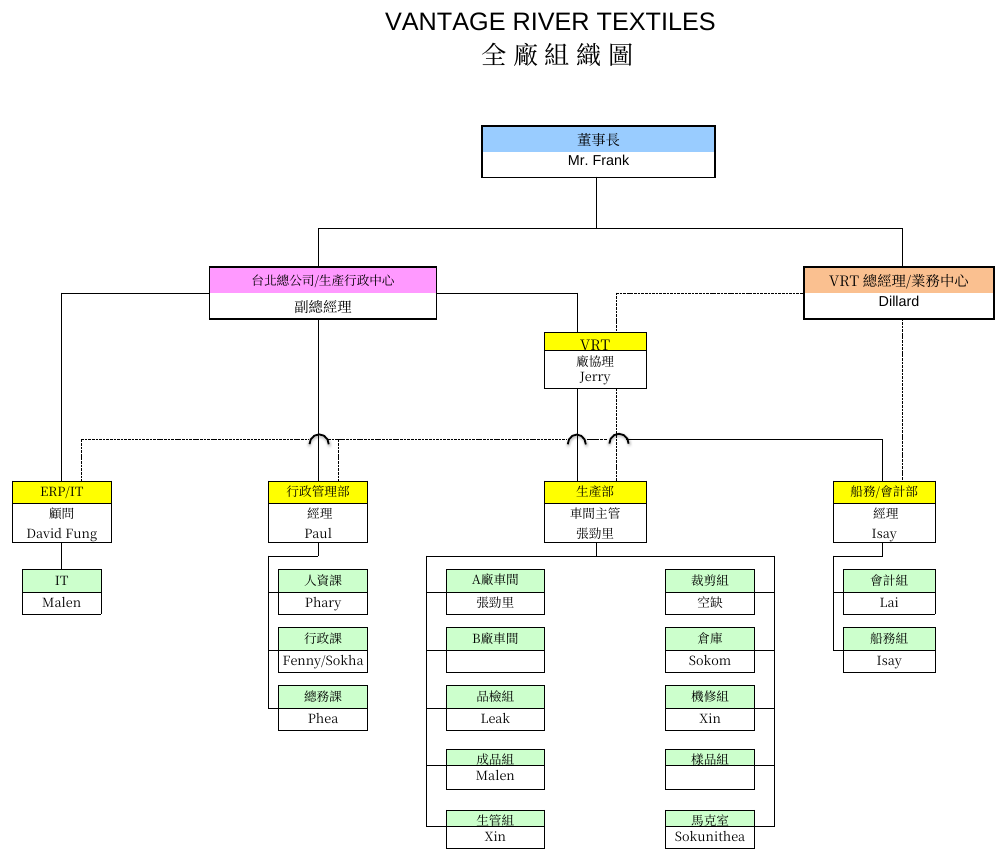 VANTAGE RIVER TEXTILES
全廠組織圖
董事長
Mr. Frank
台北總公司/生產行政中心
副總經理
VRT 總經理/業務中心
Dillard
VRT
廠協理
Jerry
ERP/IT
顧問
David Fung
行政管理部
經理
Paul
生產部
車間主管
張勁里
船務/會計部
經理
Isay
IT
Malen
人資課
Phary
行政課
Fenny/Sokha
總務課
Phea
A廠車間
張勁里
B廠車間
品檢組
Leak
成品組
Malen
生管組
Xin
裁剪組
空缺
倉庫
Sokom
機修組
Xin
樣品組
馬克室
Sokunithea
會計組
Lai
船務組
Isay